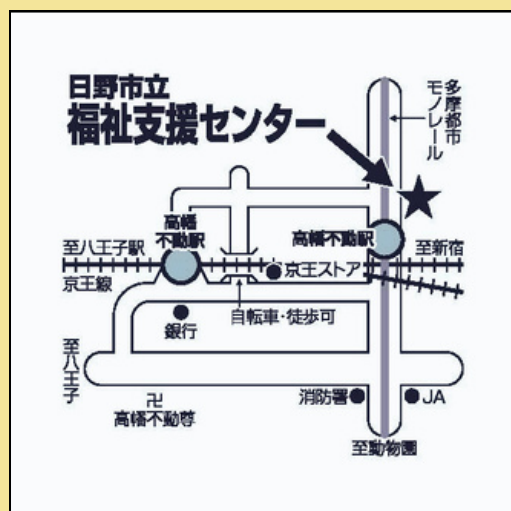 日野市立
福祉支援センター
多摩都市
モノレール
高幡
不動駅
高幡不動駅
至八王子駅
至新宿
京王線
京王ストア
銀行
自転車・徒歩可
至八王子
卍
高幡不動尊
消防署
JA
至動物園